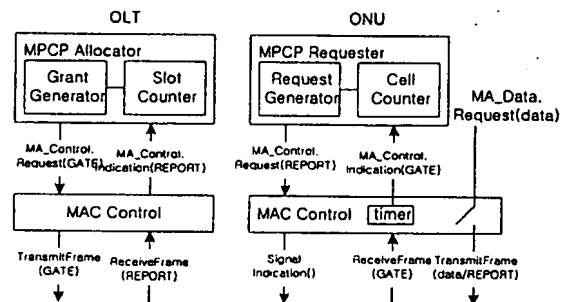 OLT
MPCP Allocator
Grant
Generator
Slot
Counter
MA_Control.
Request(GATE)
MA_Control.
Indication(REPORT)
MAC Control
TransmitFrame
(GATE)
ReceiveFrame
(REPORT)
ONU
MPCP Requester
Request
Generator
Cell
Counter
MA_Data.
Request(data)
MA_Control.
Request(REPORT)
MA_Control.
Indication(GATE)
MAC Control
timer
Signal
Indication()
ReceiveFrame
(GATE)
TransmitFrame
(data/REPORT)